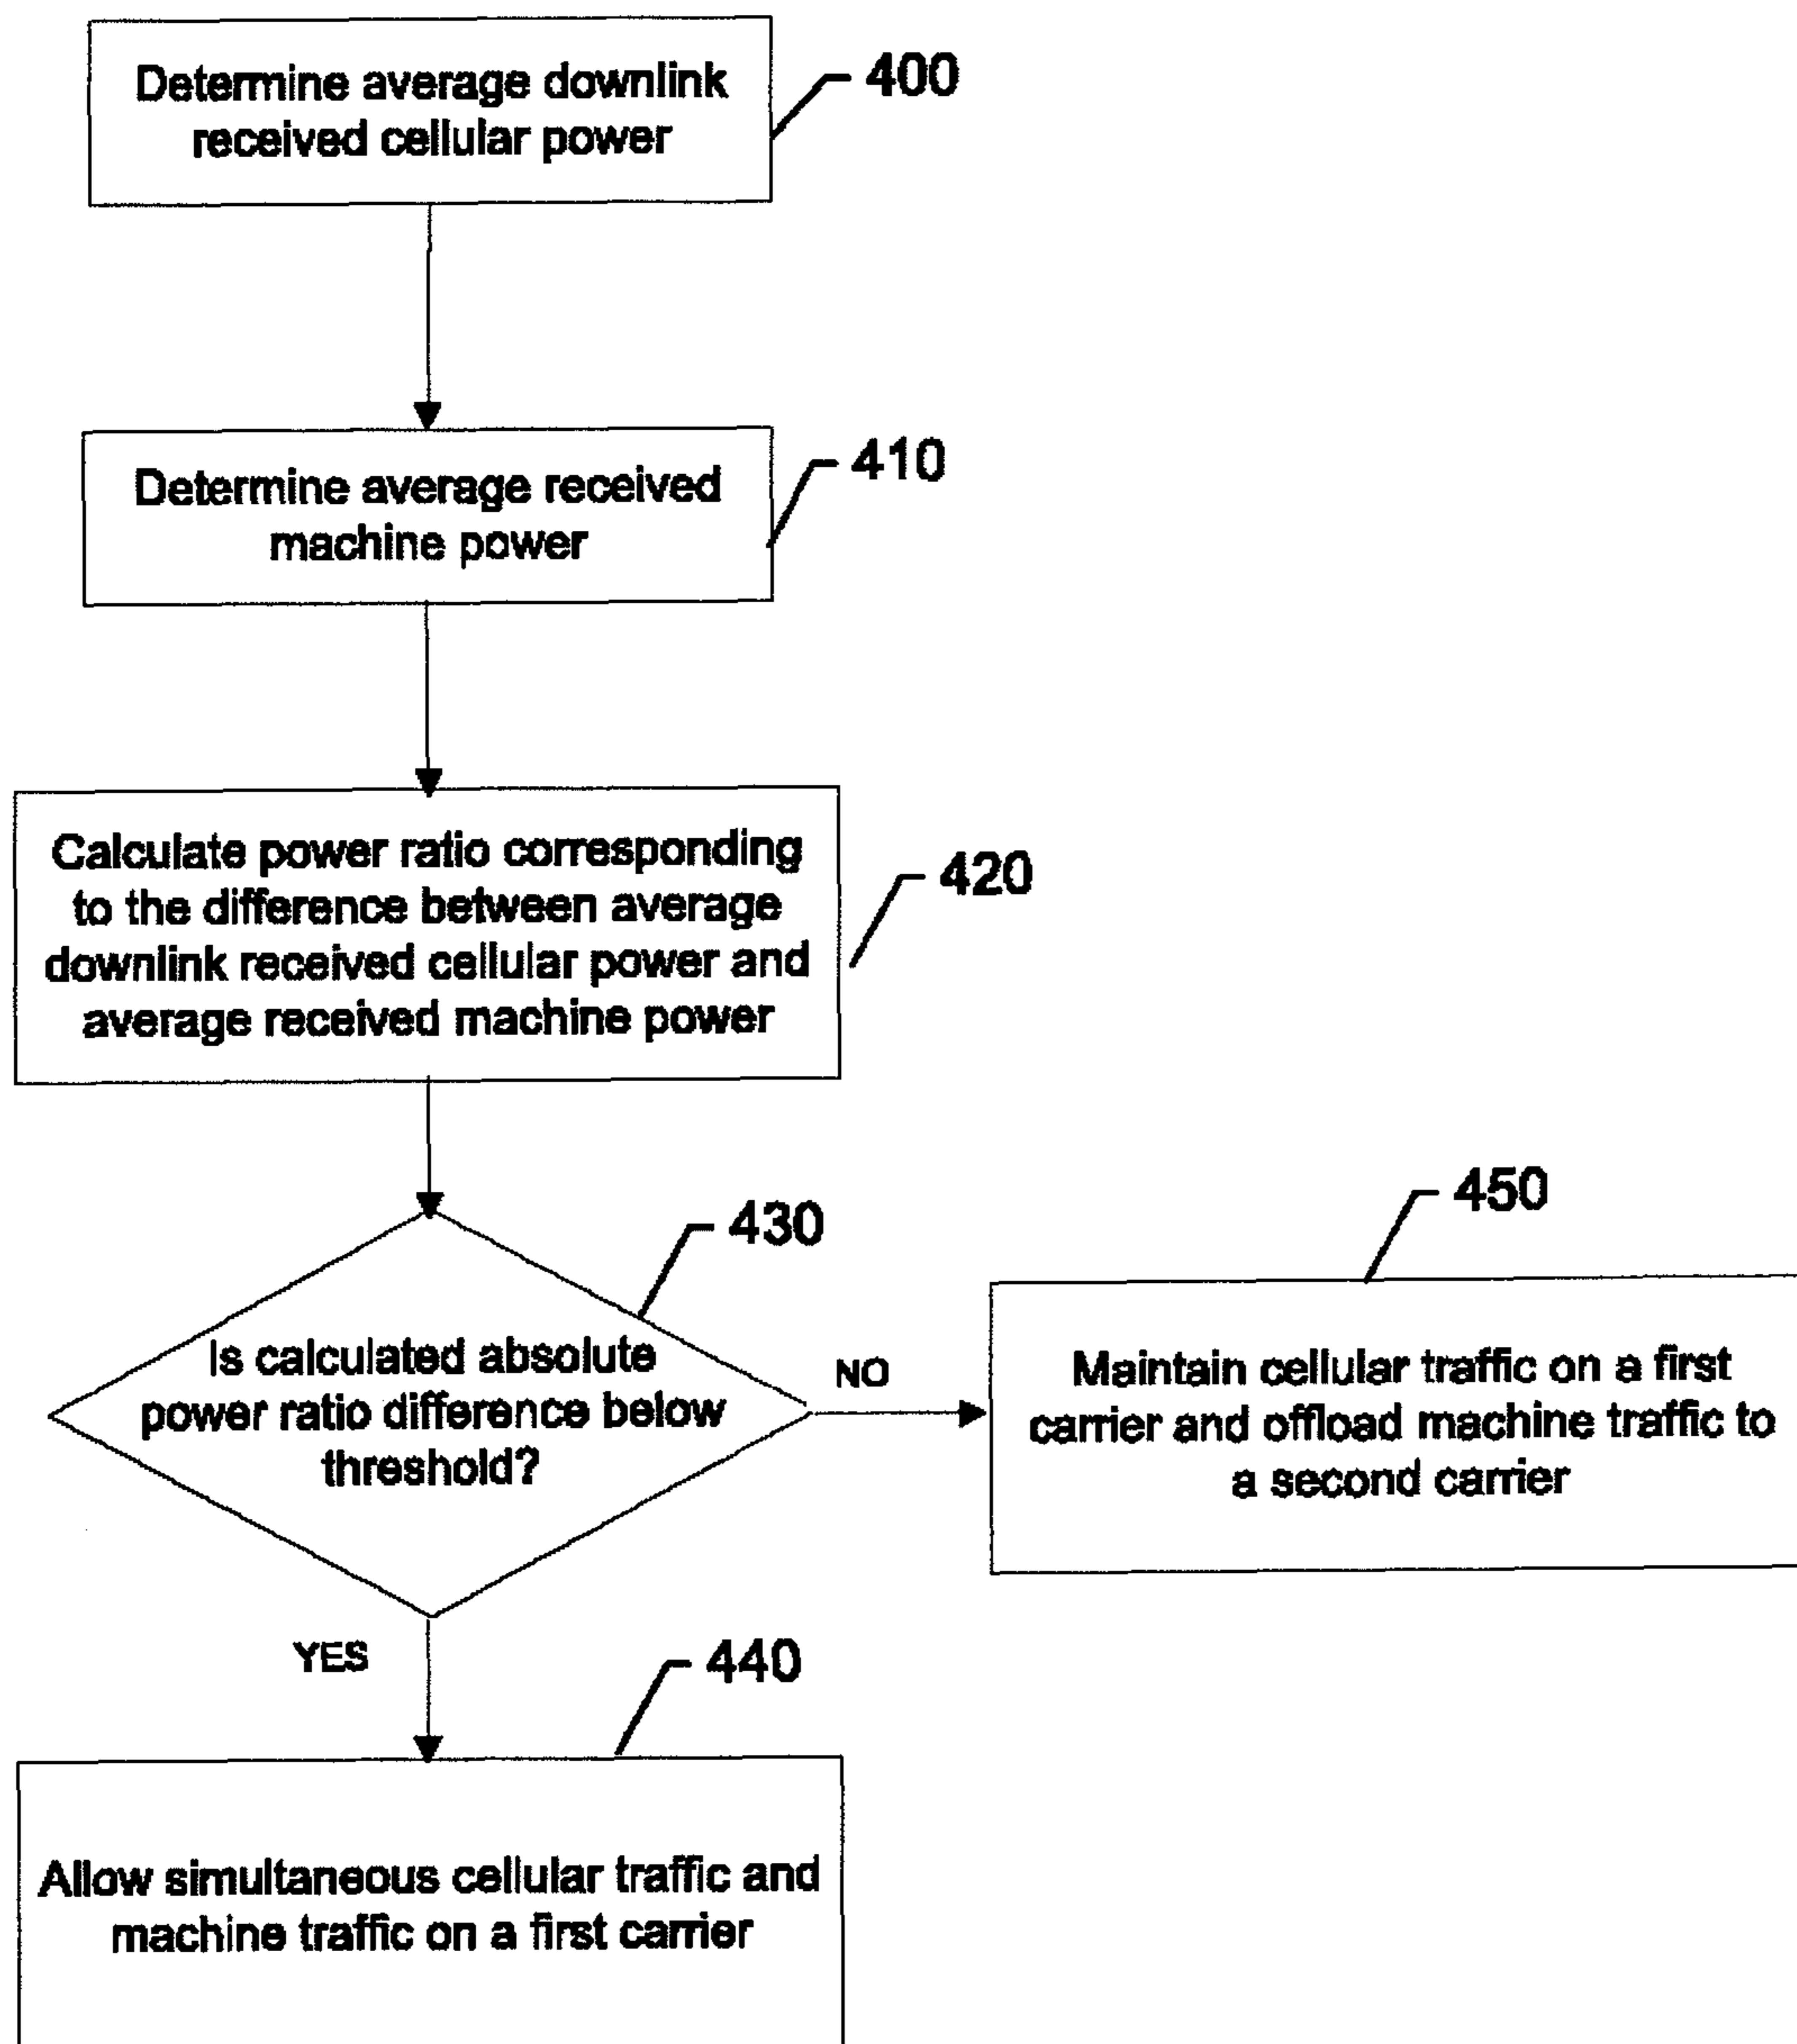 Determine average downlink
received cellular power
400
Determine average received
machine power
410
Calculate power ratio corresponding
to the difference between average
downlink received cellular power and
average received machine power
420
430
Is calculated absolute
power ratio difference below
threshold?
NO
450
Maintain cellular traffic on a first
carrier and offload machine traffic to
a second carrier
YES
440
Allow simultaneous cellular traffic and
machine traffic on a first carrier